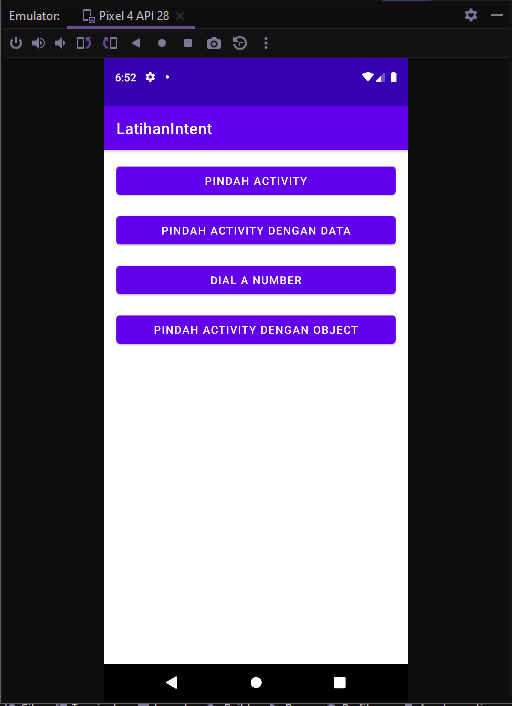 Emulator: Pixel 4 API 28
6:52
LatihanIntent
PINDAH ACTIVITY
PINDAH ACTIVITY DENGAN DATA
DIAL A NUMBER
PINDAH ACTIVITY DENGAN OBJECT